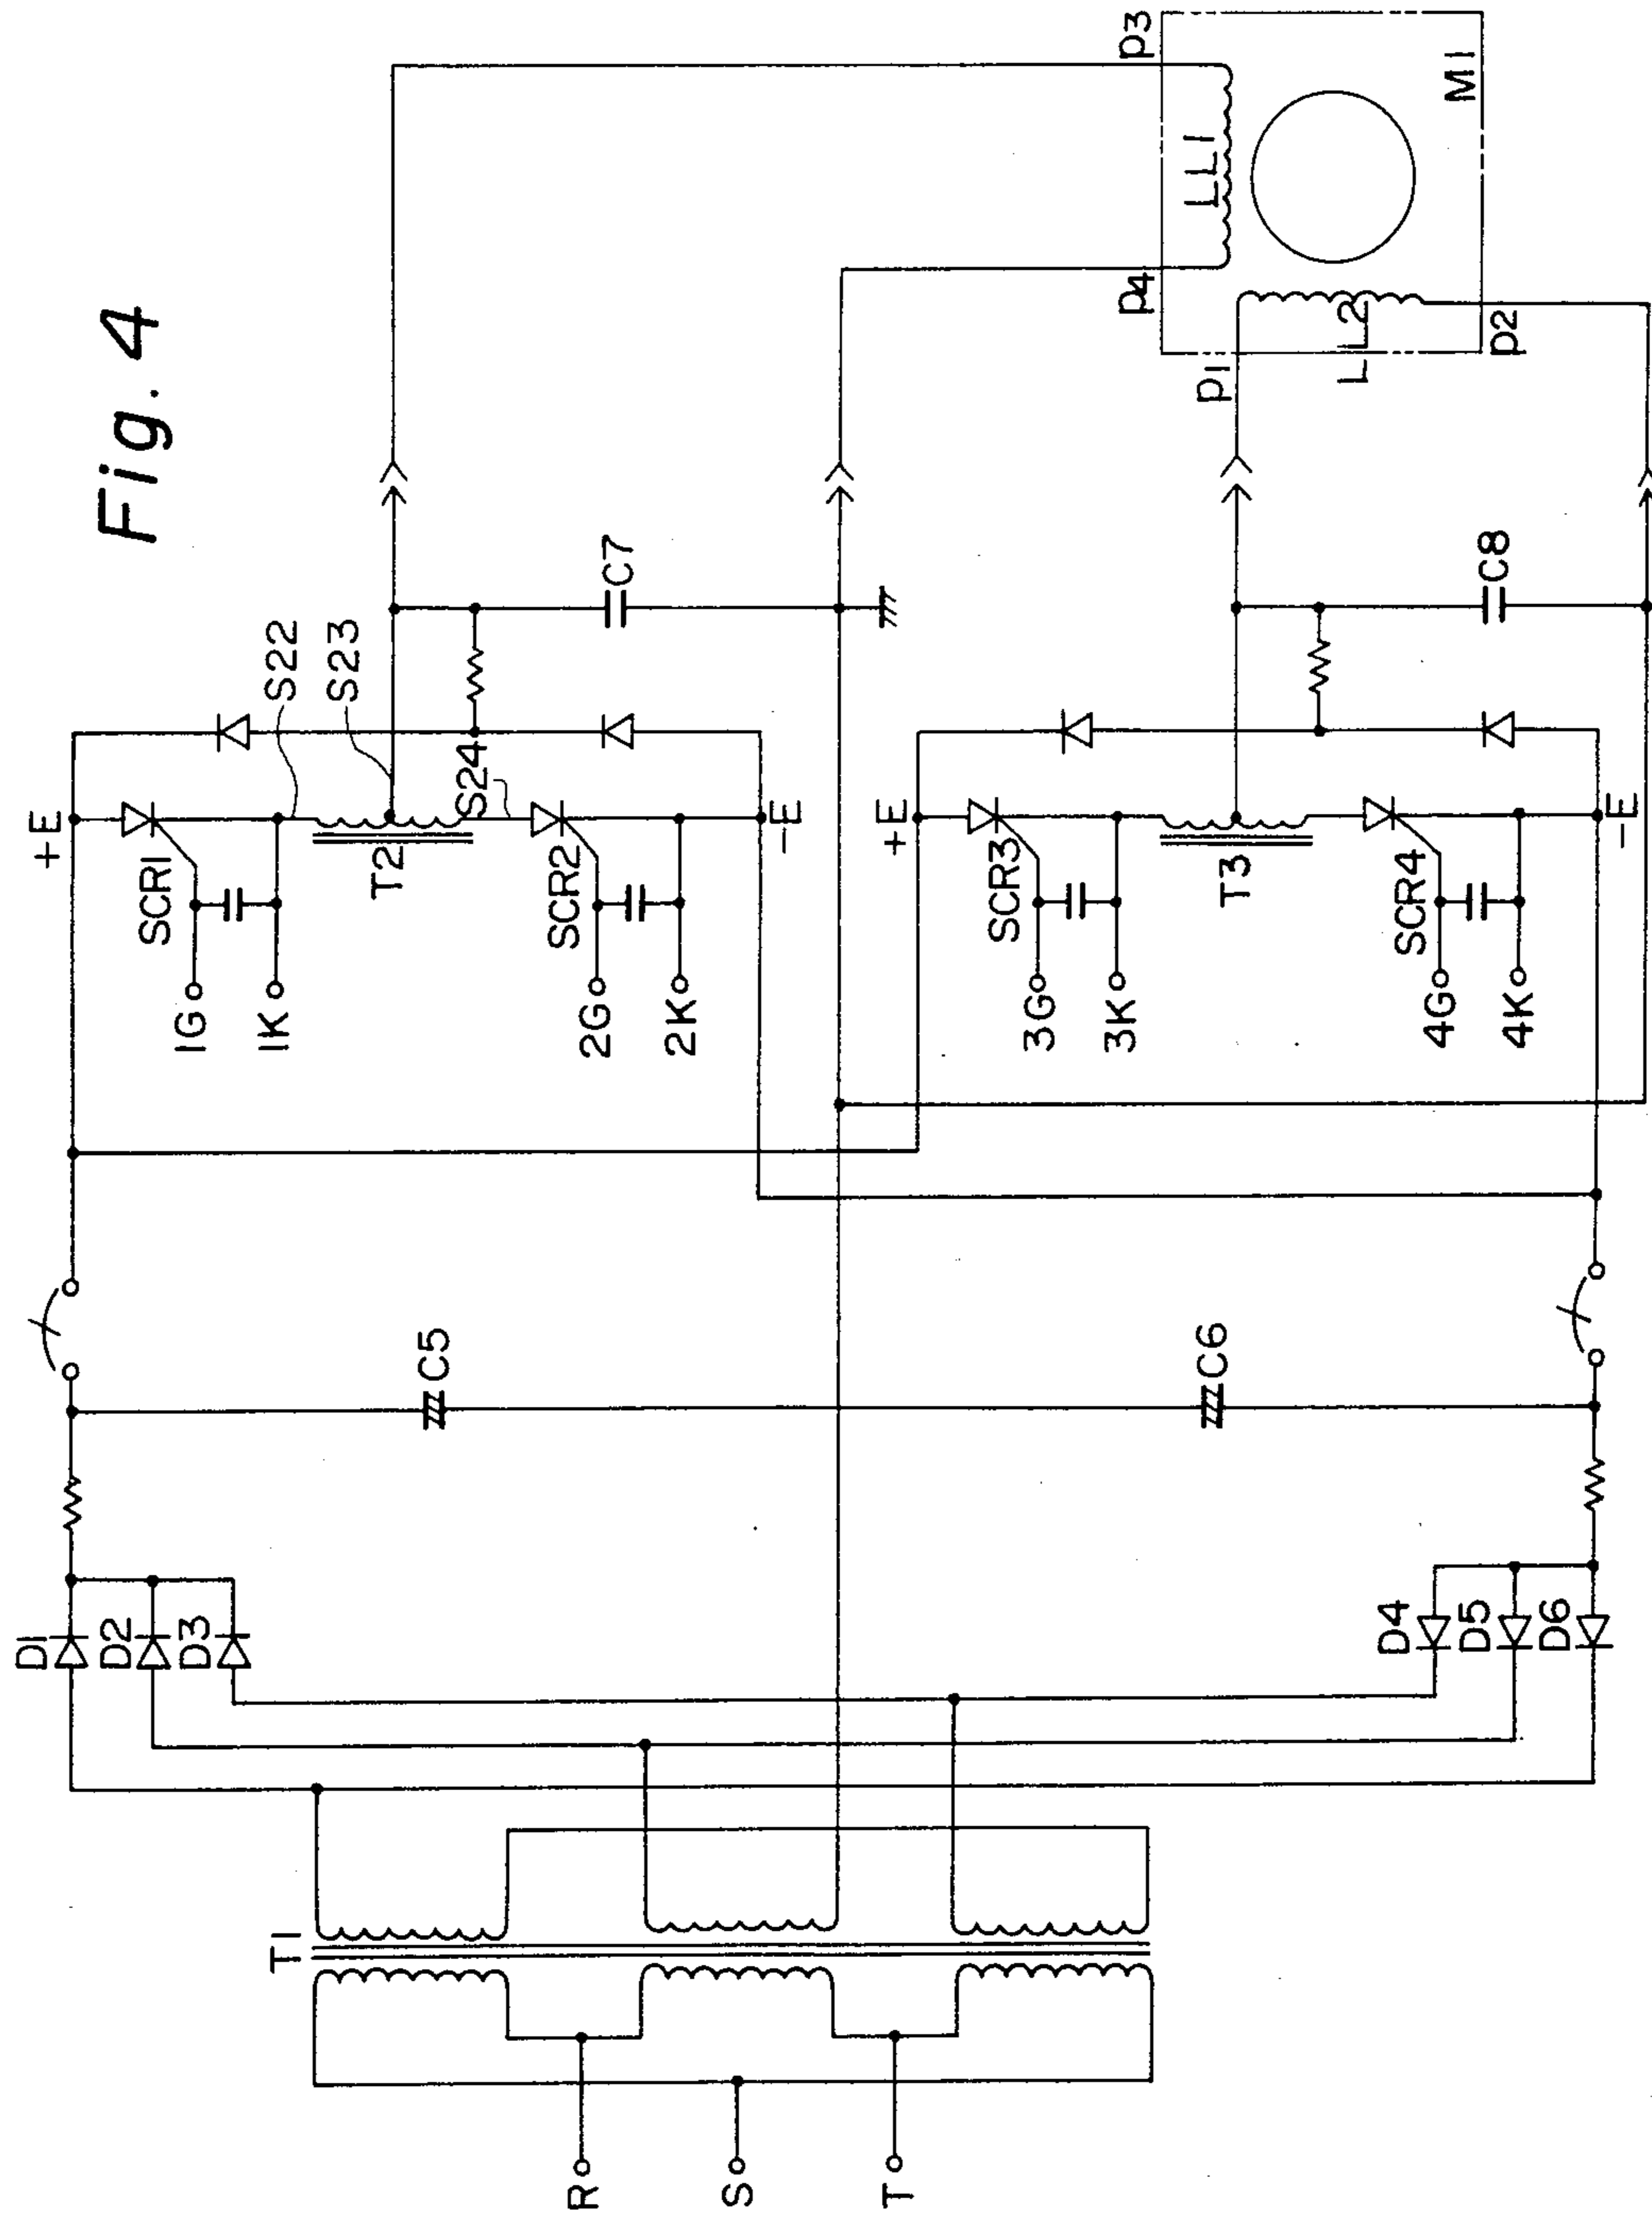 Fig. 4
R
S
T
T1
D1
D2
D3
D4
D5
D6
C5
C6
+E
SCR1
1G
1K
S22
S23
T2
S24
SCR2
2G
2K
-E
C7
+E
SCR3
3G
3K
T3
SCR4
4G
4K
-E
C8
P3
LL1
P4
P1
LL2
P2
M1